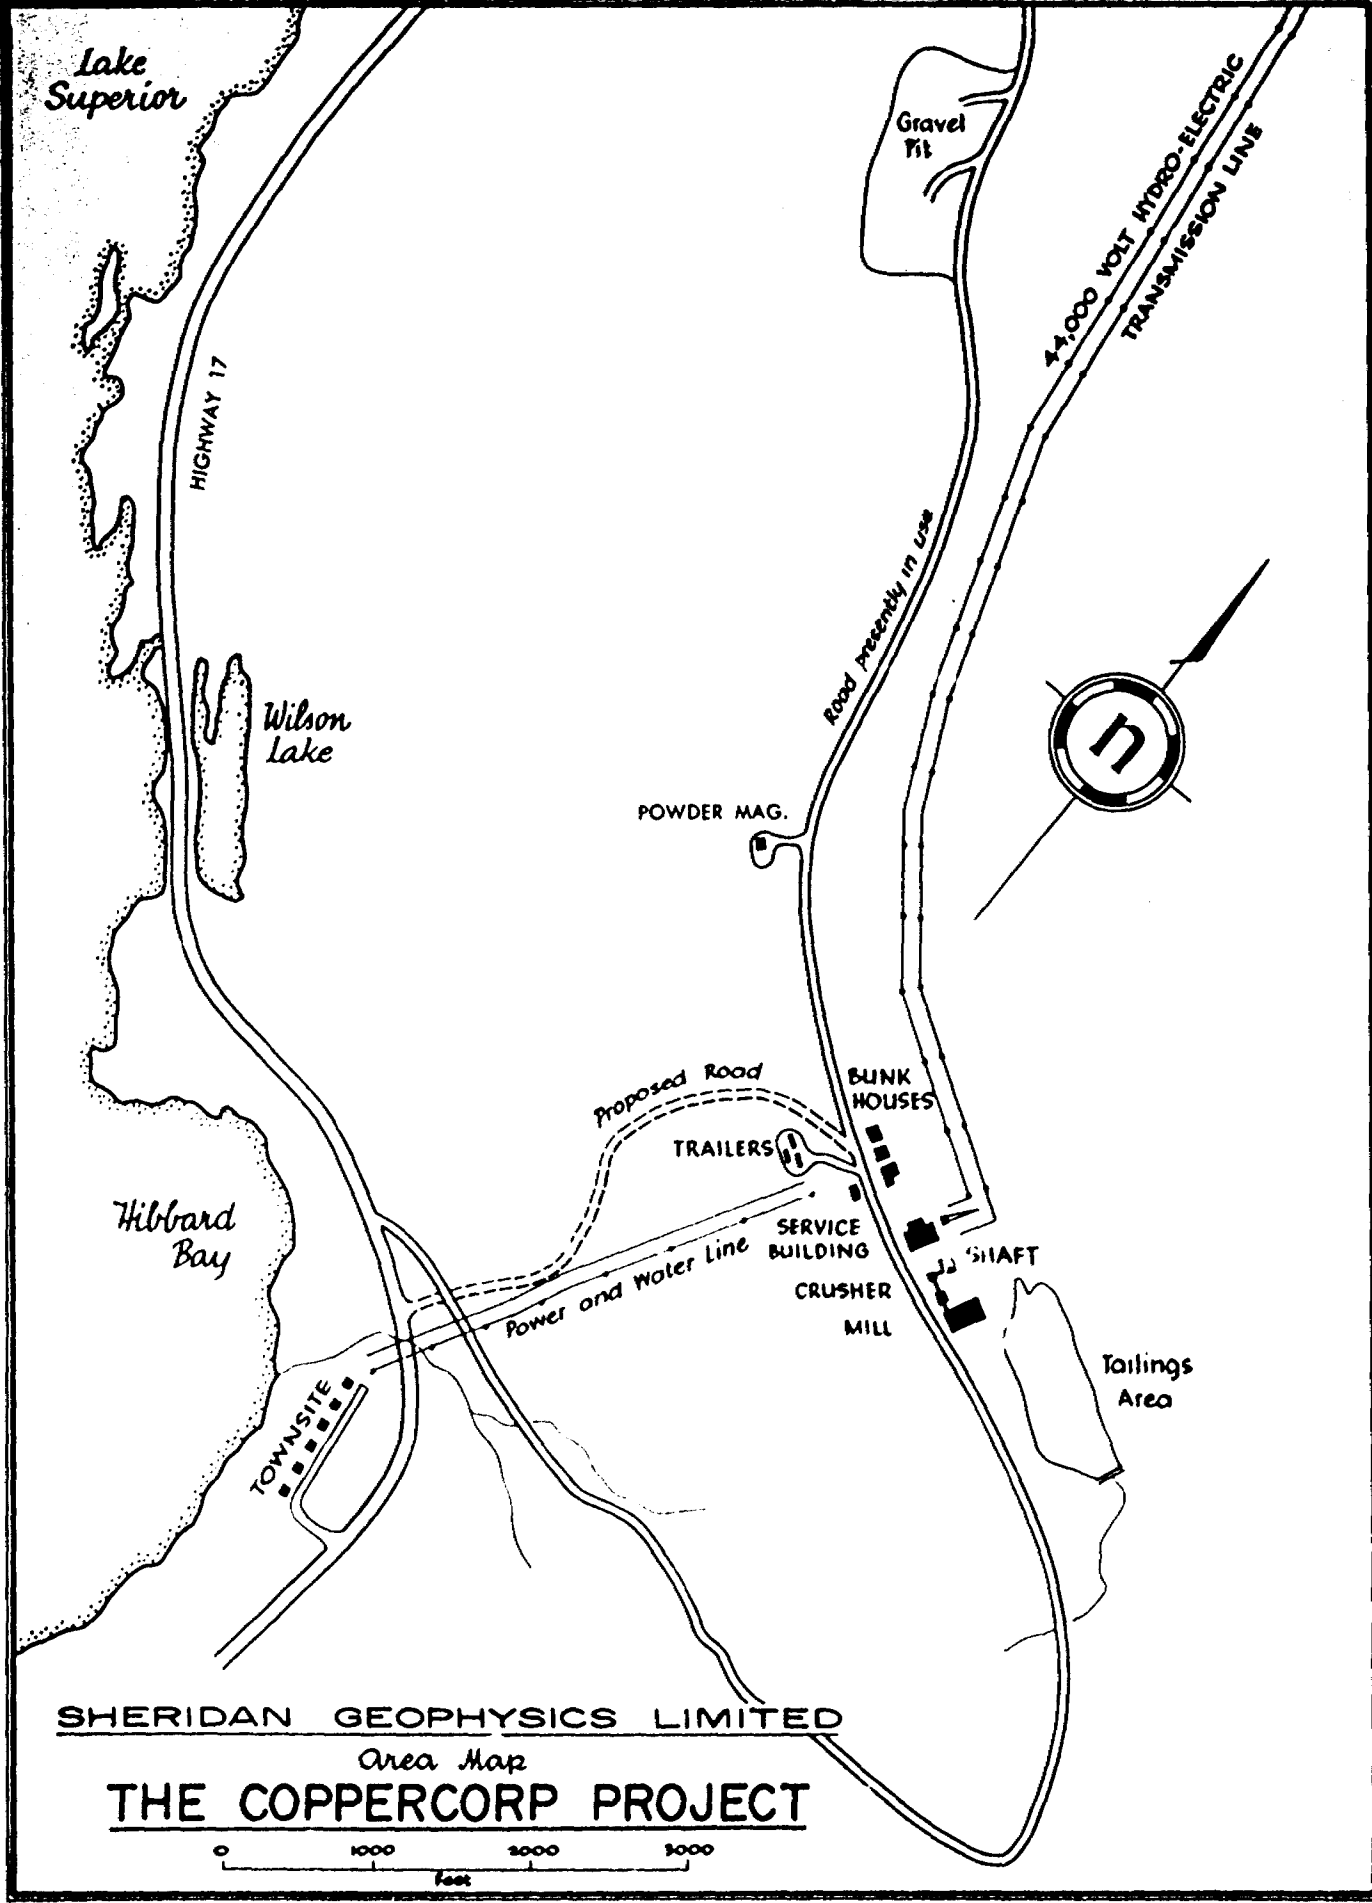 Lake
Superior
Gravel
Pit
44,000 VOLT HYDRO-ELECTRIC
TRANSMISSION LINE
HIGHWAY 17
Road presently in use
Wilson
Lake
n
POWDER MAG.
Proposed Road
BUNK
HOUSES
TRAILERS
Hibbard
Bay
SERVICE
BUILDING
SHAFT
Power and Water Line
CRUSHER
MILL
Tailings
Area
TOWNSITE
SHERIDAN GEOPHYSICS LIMITED
Area Map
THE COPPERCORP PROJECT
0 1000 2000 3000
feet